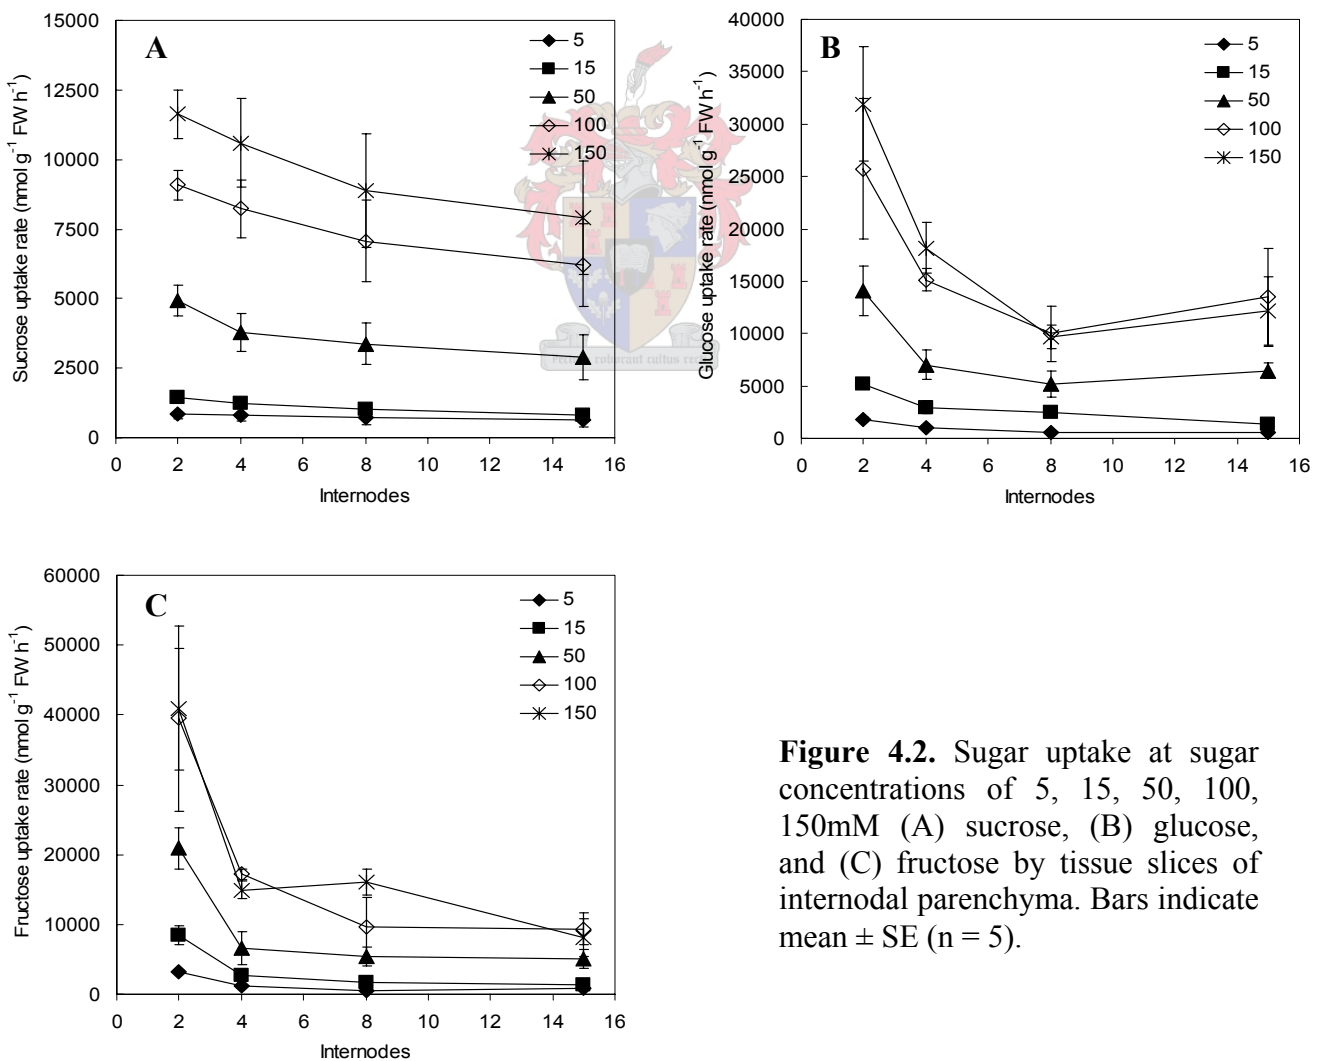 A
Sucrose uptake rate (nmol g⁻¹ FW h⁻¹)
15000
12500
10000
7500
5000
2500
0
0 2 4 6 8 10 12 14 16
Internodes
5
15
50
100
150
B
Glucose uptake rate (nmol g⁻¹ FW h⁻¹)
40000
35000
30000
25000
20000
15000
10000
5000
0
0 2 4 6 8 10 12 14 16
Internodes
5
15
50
100
150
C
Fructose uptake rate (nmol g⁻¹ FW h⁻¹)
60000
50000
40000
30000
20000
10000
0
0 2 4 6 8 10 12 14 16
Internodes
5
15
50
100
150
Figure 4.2. Sugar uptake at sugar
concentrations of 5, 15, 50, 100,
150mM (A) sucrose, (B) glucose,
and (C) fructose by tissue slices of
internodal parenchyma. Bars indicate
mean ± SE (n = 5).
roborant cultus